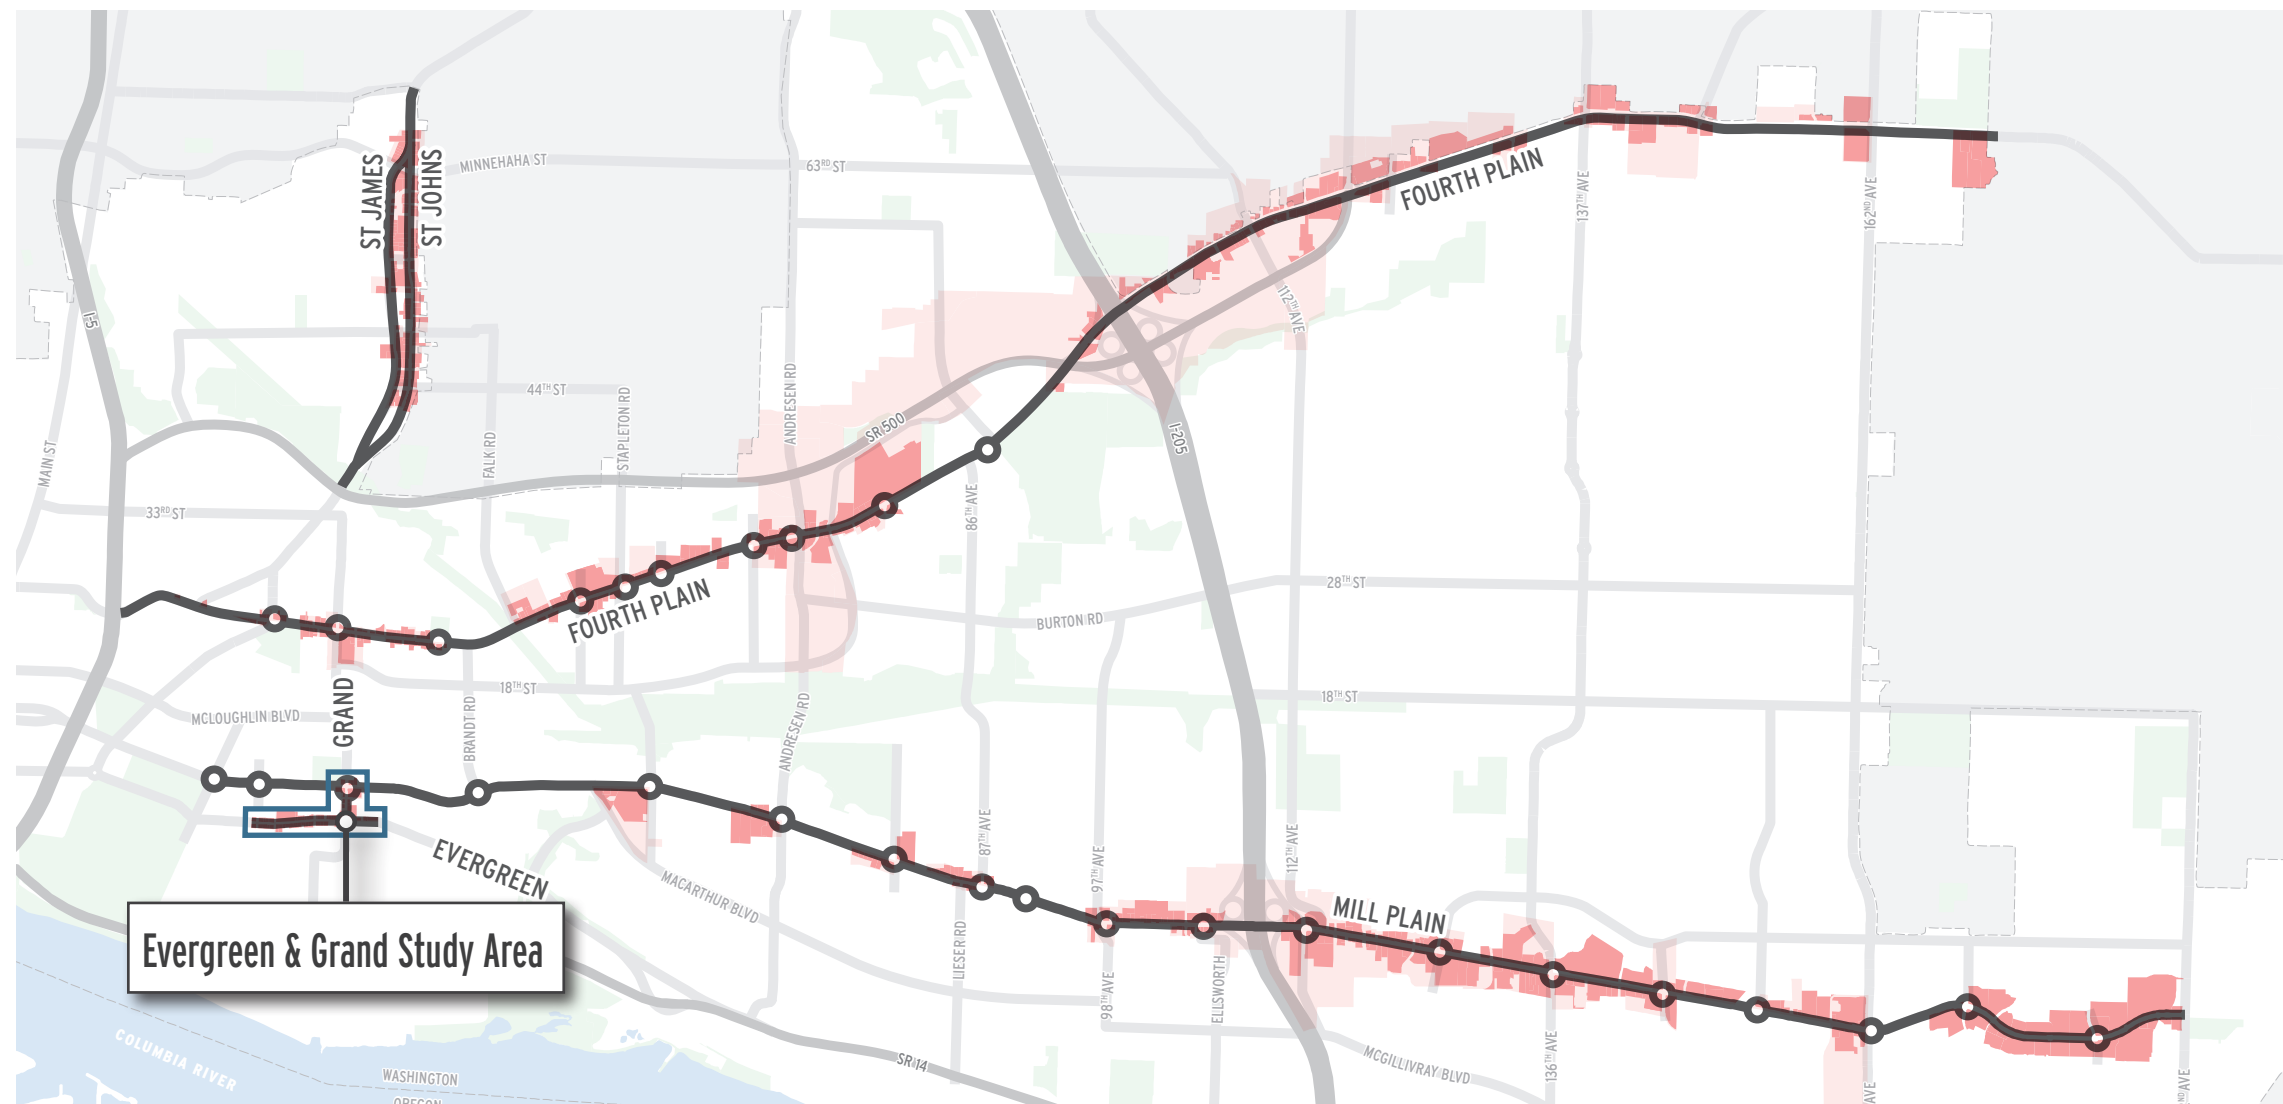 ST JAMES
ST JOHNS
MINNEHAHA ST
63RD ST
FOURTH PLAIN
137TH AVE
162ND AVE
I-5
112TH AVE
44TH ST
STAPLETON RD
ANDRESEN RD
SR 500
I-205
MAIN ST
FALK RD
33RD ST
86TH AVE
28TH ST
FOURTH PLAIN
BURTON RD
18TH ST
18TH ST
GRAND
MCLOUGHLIN BLVD
BRANDT RD
ANDRESEN RD
EVERGREEN
87TH AVE
97TH AVE
112TH AVE
MACARTHUR BLVD
MILL PLAIN
Evergreen & Grand Study Area
LIESER RD
98TH AVE
ELLSWORTH
136TH AVE
COLUMBIA RIVER
WASHINGTON
OREGON
SR 14
MCGILLIVRAY BLVD
AVE
AVE